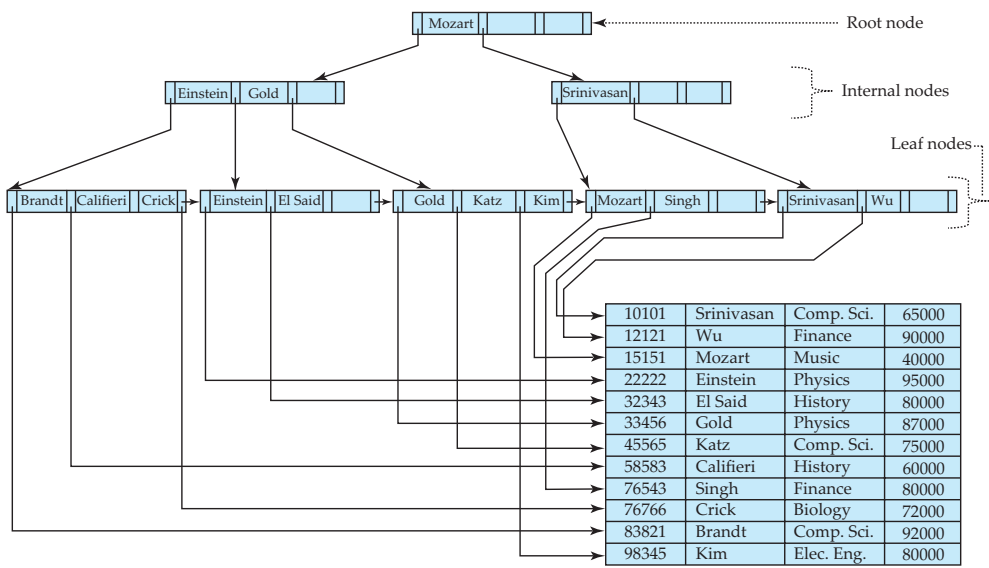 Mozart
Root node
Einstein Gold
Srinivasan
Internal nodes
Leaf nodes
Brandt Califieri Crick
Einstein El Said
Gold Katz Kim
Mozart Singh
Srinivasan Wu
10101 Srinivasan Comp. Sci. 65000
12121 Wu Finance 90000
15151 Mozart Music 40000
22222 Einstein Physics 95000
32343 El Said History 80000
33456 Gold Physics 87000
45565 Katz Comp. Sci. 75000
58583 Califieri History 60000
76543 Singh Finance 80000
76766 Crick Biology 72000
83821 Brandt Comp. Sci. 92000
98345 Kim Elec. Eng. 80000